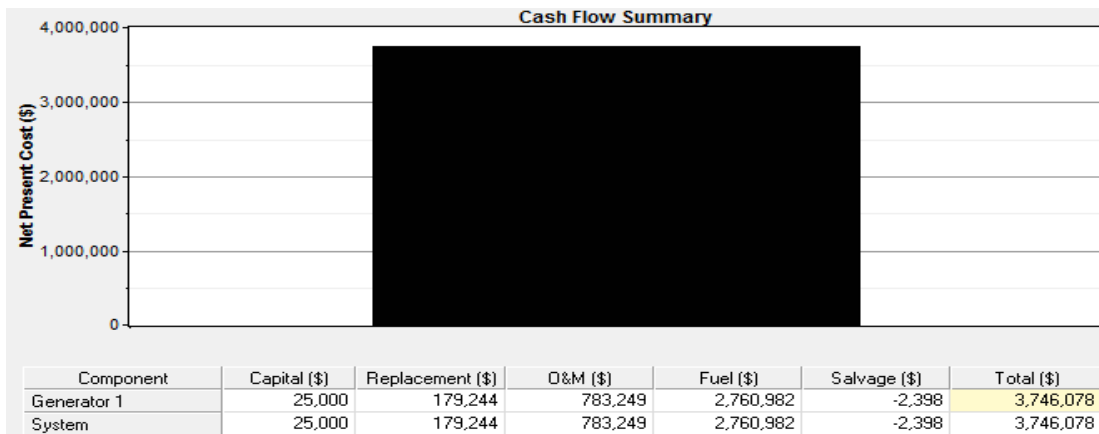 Cash Flow Summary
4,000,000
3,000,000
2,000,000
1,000,000
0
Net Present Cost ($)
Component Capital ($) Replacement ($) O&M ($) Fuel ($) Salvage ($) Total ($)
Generator 1 25,000 179,244 783,249 2,760,982 -2,398 3,746,078
System 25,000 179,244 783,249 2,760,982 -2,398 3,746,078